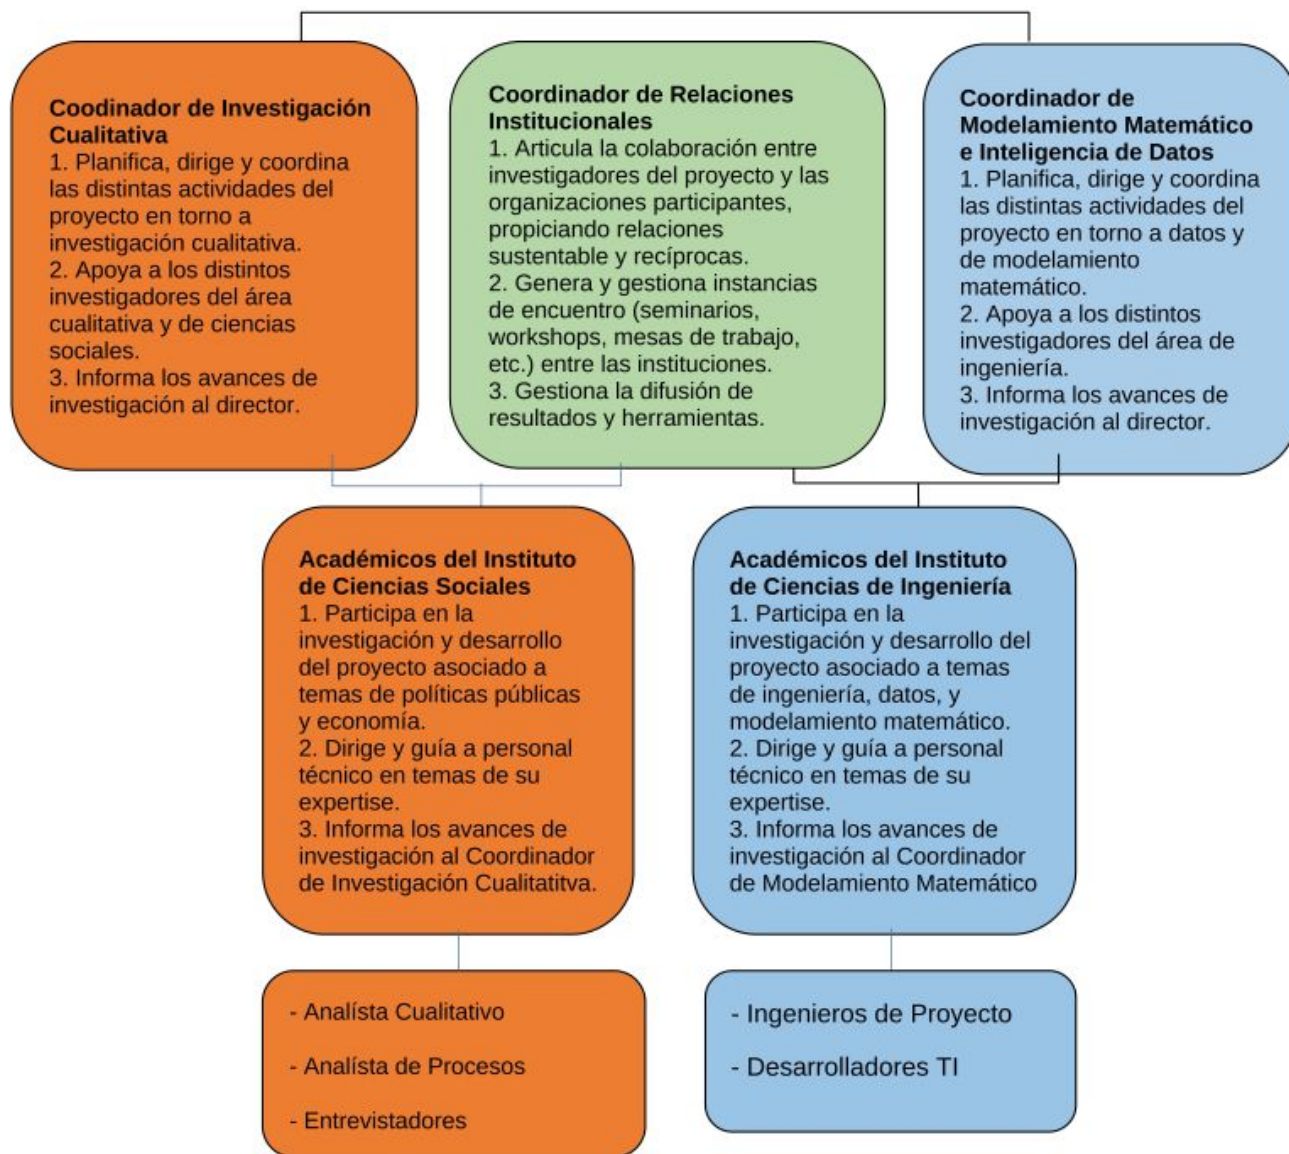 Coodinador de Investigación
Cualitativa
1. Planifica, dirige y coordina
las distintas actividades del
proyecto en torno a
investigación cualitativa.
2. Apoya a los distintos
investigadores del área
cualitativa y de ciencias
sociales.
3. Informa los avances de
investigación al director.
Coordinador de Relaciones
Institucionales
1. Articula la colaboración entre
investigadores del proyecto y las
organizaciones participantes,
propiciando relaciones
sustentable y recíprocas.
2. Genera y gestiona instancias
de encuentro (seminarios,
workshops, mesas de trabajo,
etc.) entre las instituciones.
3. Gestiona la difusión de
resultados y herramientas.
Coordinador de
Modelamiento Matemático
e Inteligencia de Datos
1. Planifica, dirige y coordina
las distintas actividades del
proyecto en torno a datos y
de modelamiento
matemático.
2. Apoya a los distintos
investigadores del área de
ingeniería.
3. Informa los avances de
investigación al director.
Académicos del Instituto
de Ciencias Sociales
1. Participa en la
investigación y desarrollo
del proyecto asociado a
temas de políticas públicas
y economía.
2. Dirige y guía a personal
técnico en temas de su
expertise.
3. Informa los avances de
investigación al Coordinador
de Investigación Cualitatitva.
Académicos del Instituto
de Ciencias de Ingeniería
1. Participa en la
investigación y desarrollo del
proyecto asociado a temas
de ingeniería, datos, y
modelamiento matemático.
2. Dirige y guía a personal
técnico en temas de su
expertise.
3. Informa los avances de
investigación al Coordinador
de Modelamiento Matemático
- Analísta Cualitativo
- Analísta de Procesos
- Entrevistadores
- Ingenieros de Proyecto
- Desarrolladores TI